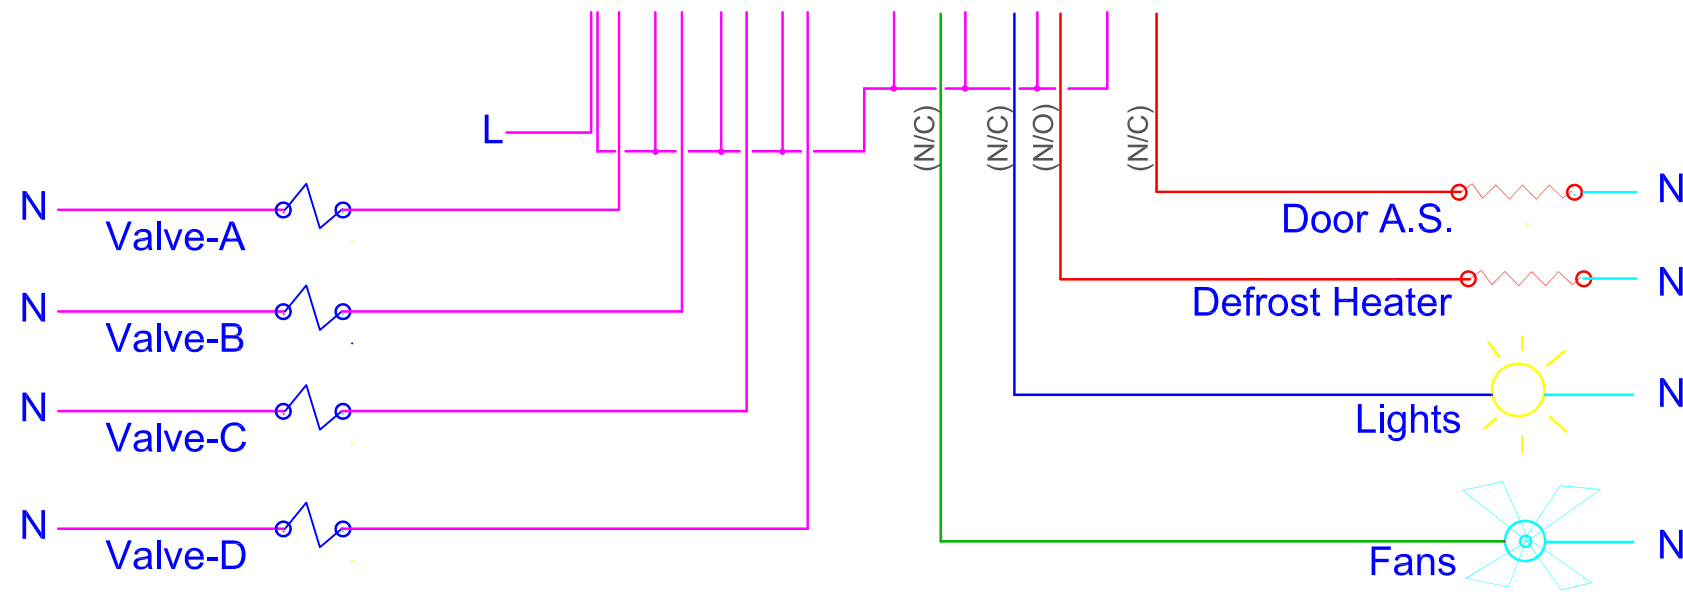 L
(N/C)
(N/C)
(N/O)
(N/C)
N
Valve-A
N
Valve-B
N
Valve-C
N
Valve-D
Door A.S.
N
Defrost Heater
N
Lights
N
Fans
N